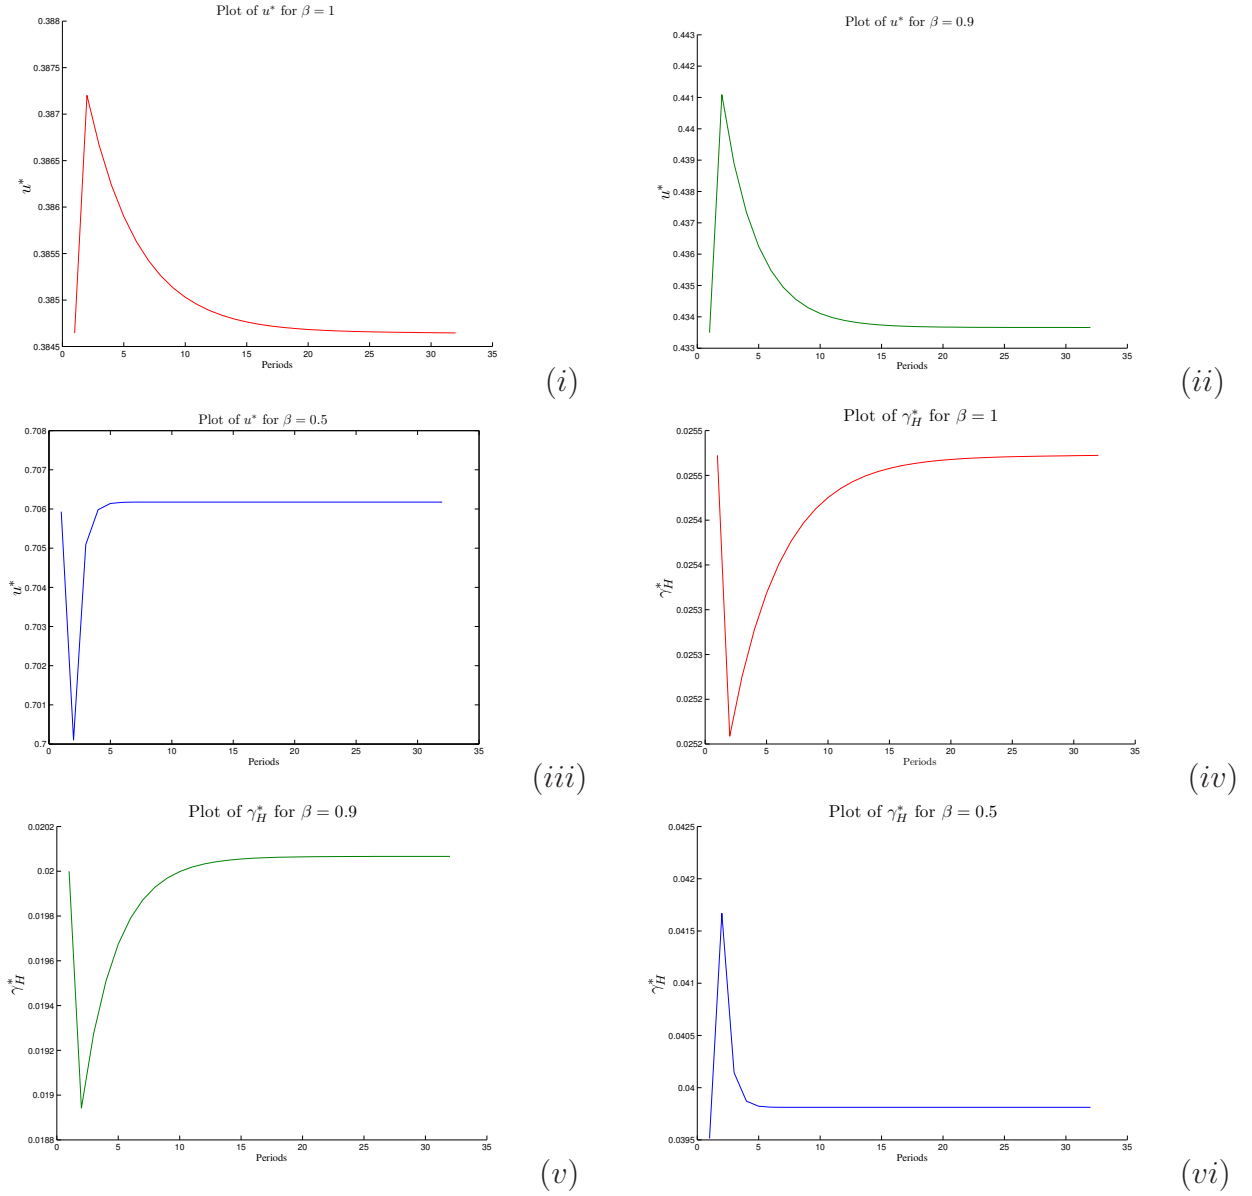 Plot of u* for β = 1
0.388
0.3875
0.387
0.3865
0.386
0.3855
0.385
0.3845
u*
0 5 10 15 20 25 30 35
Periods
(i)
Plot of u* for β = 0.9
0.443
0.442
0.441
0.44
0.439
0.438
0.437
0.436
0.435
0.434
0.433
u*
0 5 10 15 20 25 30 35
Periods
(ii)
Plot of u* for β = 0.5
0.708
0.707
0.706
0.705
0.704
0.703
0.702
0.701
0.7
u*
0 5 10 15 20 25 30 35
Periods
(iii)
Plot of γ*_H for β = 1
0.0255
0.0255
0.0254
0.0254
0.0253
0.0253
0.0252
0.0252
γ*_H
0 5 10 15 20 25 30 35
Periods
(iv)
Plot of γ*_H for β = 0.9
0.0202
0.02
0.0198
0.0196
0.0194
0.0192
0.019
0.0188
γ*_H
0 5 10 15 20 25 30 35
Periods
(v)
Plot of γ*_H for β = 0.5
0.0425
0.042
0.0415
0.041
0.0405
0.04
0.0395
γ*_H
0 5 10 15 20 25 30 35
Periods
(vi)